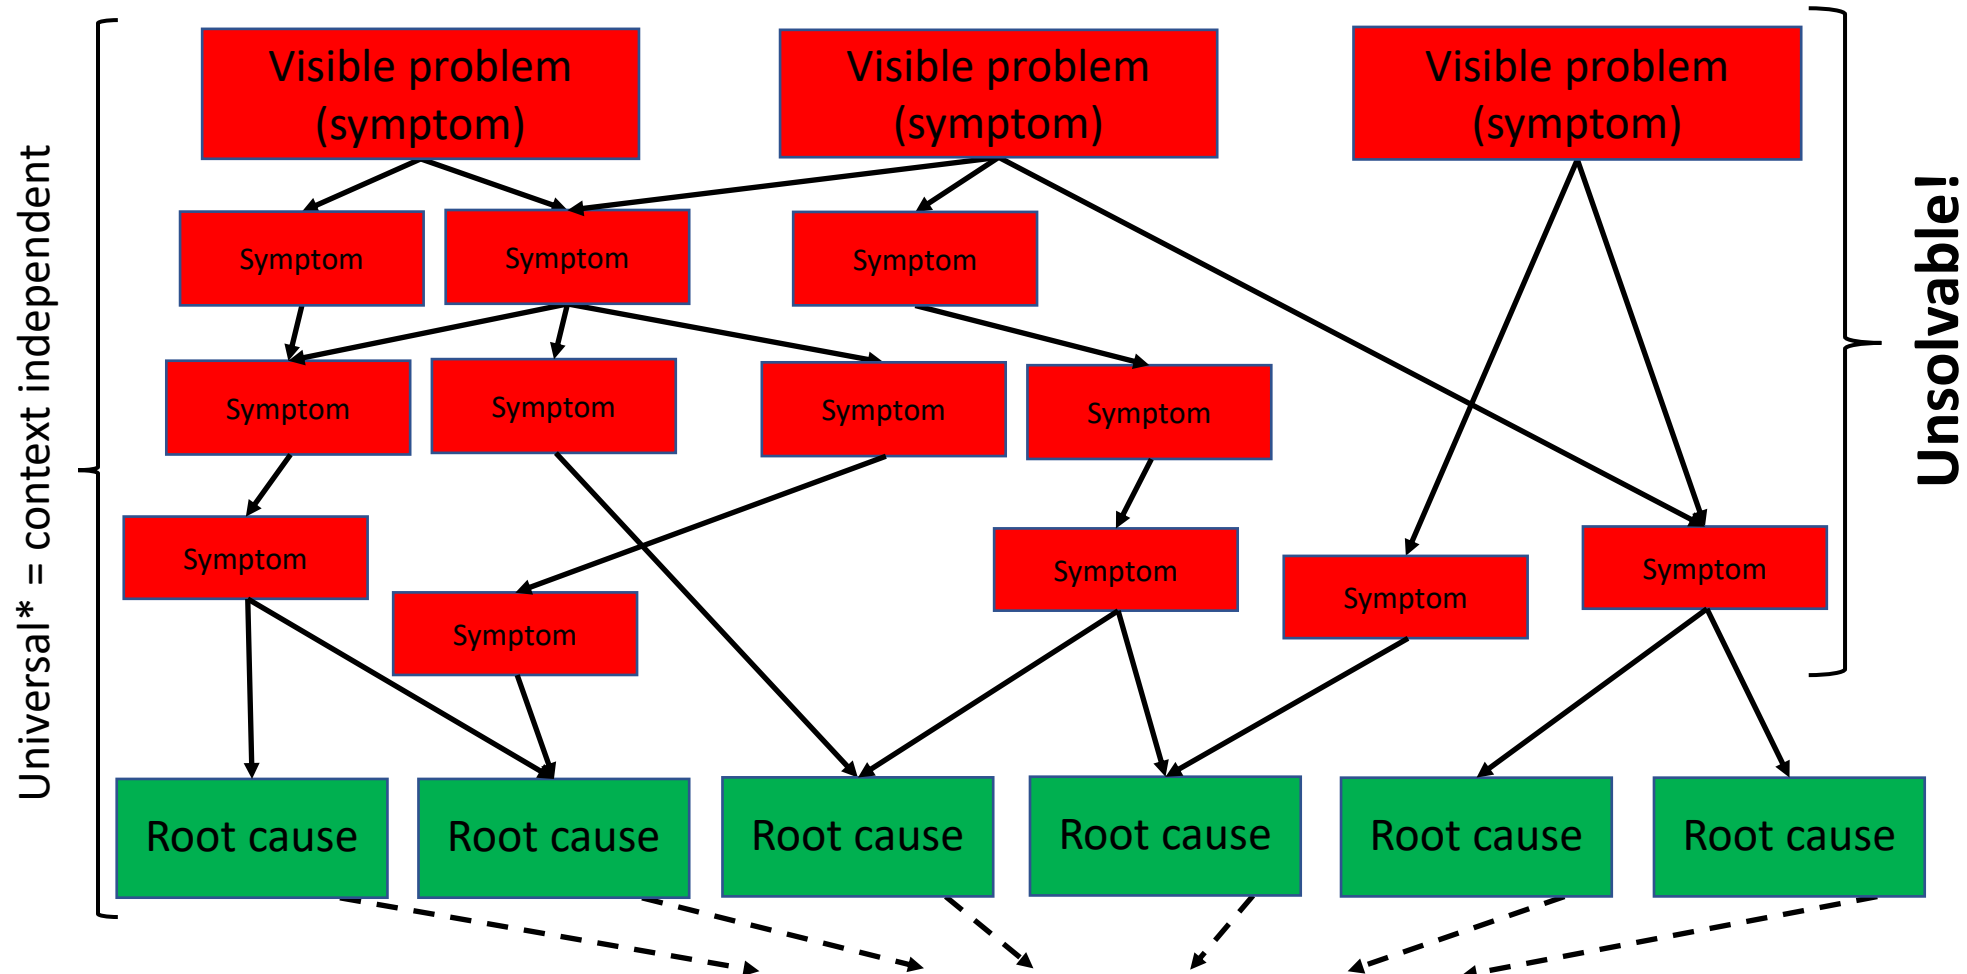 Visible problem
(symptom)
Visible problem
(symptom)
Visible problem
(symptom)
Symptom
Symptom
Symptom
Symptom
Symptom
Symptom
Symptom
Symptom
Symptom
Symptom
Symptom
Symptom
Root cause
Root cause
Root cause
Root cause
Root cause
Root cause
Universal* = context independent
Unsolvable!